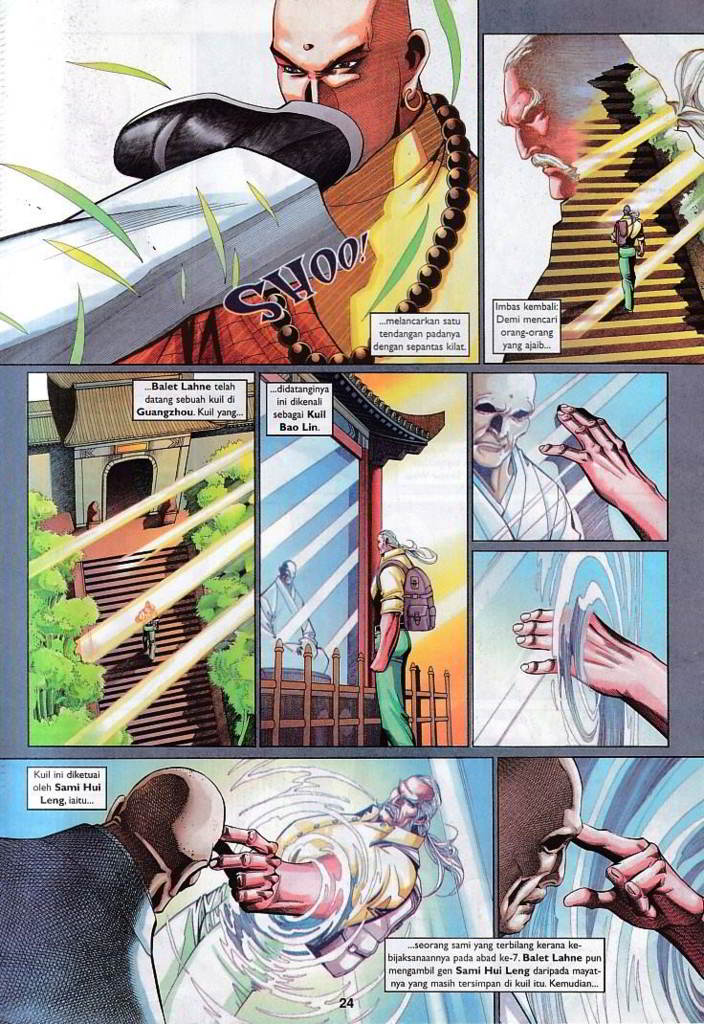 SHOO!
...melancarkan satu
tendangan padanya
dengan sepantas kilat.
Imbas kembali:
Demi mencari
orang-orang
yang ajaib...
...Balet Lahne telah
datang sebuah kuil di
Guangzhou. Kuil yang...
...didatanginya
ini dikenali
sebagai Kuil
Bao Lin.
Kuil ini diketuai
oleh Sami Hui
Leng, iaitu...
...seorang sami yang terbilang kerana ke-
bijaksanaannya pada abad ke-7. Balet Lahne pun
mengambil gen Sami Hui Leng daripada mayat-
nya yang masih tersimpan di kuil itu. Kemudian...
24